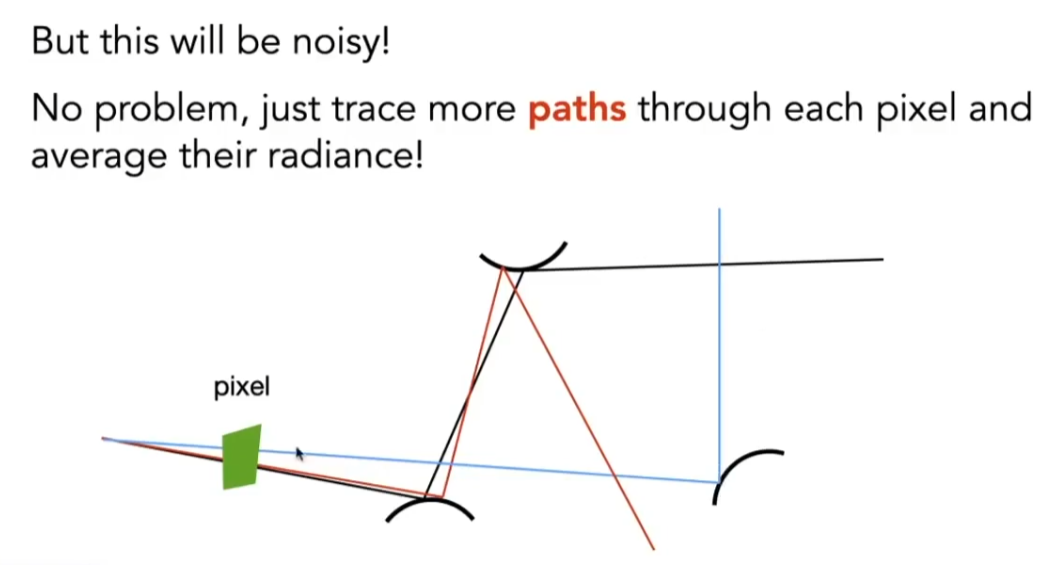 But this will be noisy!
No problem, just trace more paths through each pixel and
average their radiance!
pixel